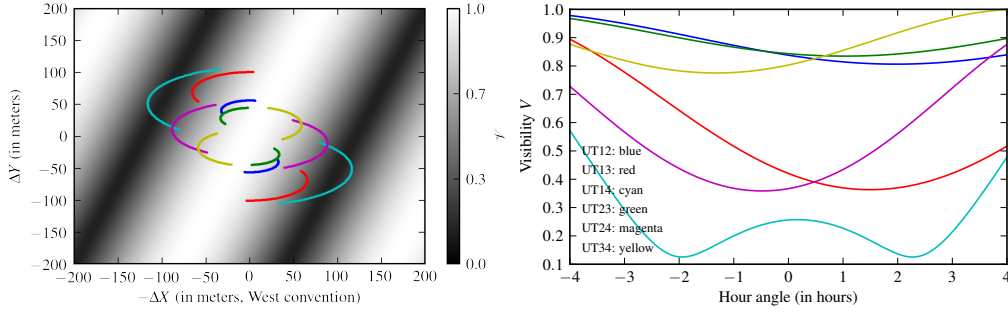 200
150
100
50
0
−50
−100
−150
−200
ΔY (in meters)
−200 −150 −100 −50 0 50 100 150 200
−ΔX (in meters, West convention)
1.0
0.7
0.3
0.0
1.0
0.9
0.8
0.7
0.6
0.5
0.4
0.3
0.2
0.1
Visibility V
UT12: blue
UT13: red
UT14: cyan
UT23: green
UT24: magenta
UT34: yellow
−4 −3 −2 −1 0 1 2 3 4
Hour angle (in hours)